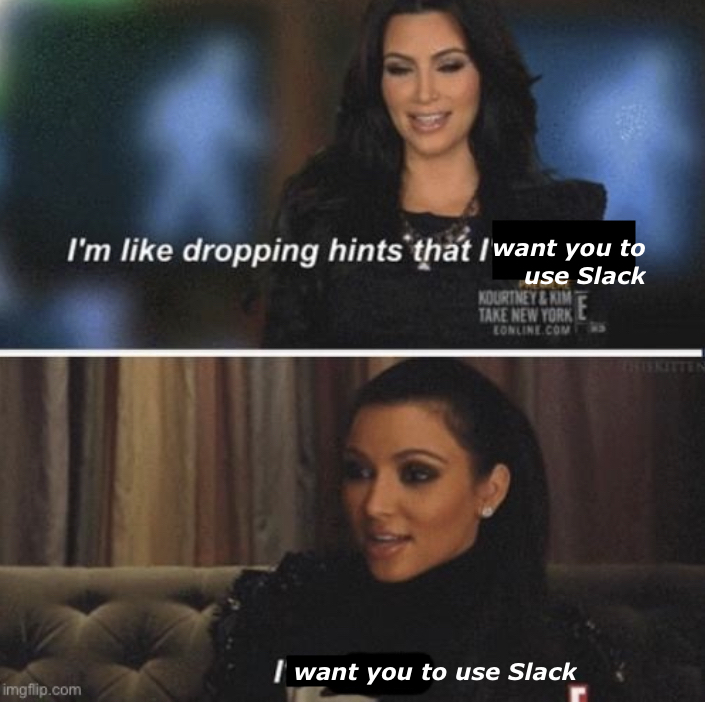 I'm like dropping hints that I want you to
use Slack
KOURTNEY & KIM
TAKE NEW YORK
E
EONLINE.COM
I want you to use Slack
E
imgflip.com